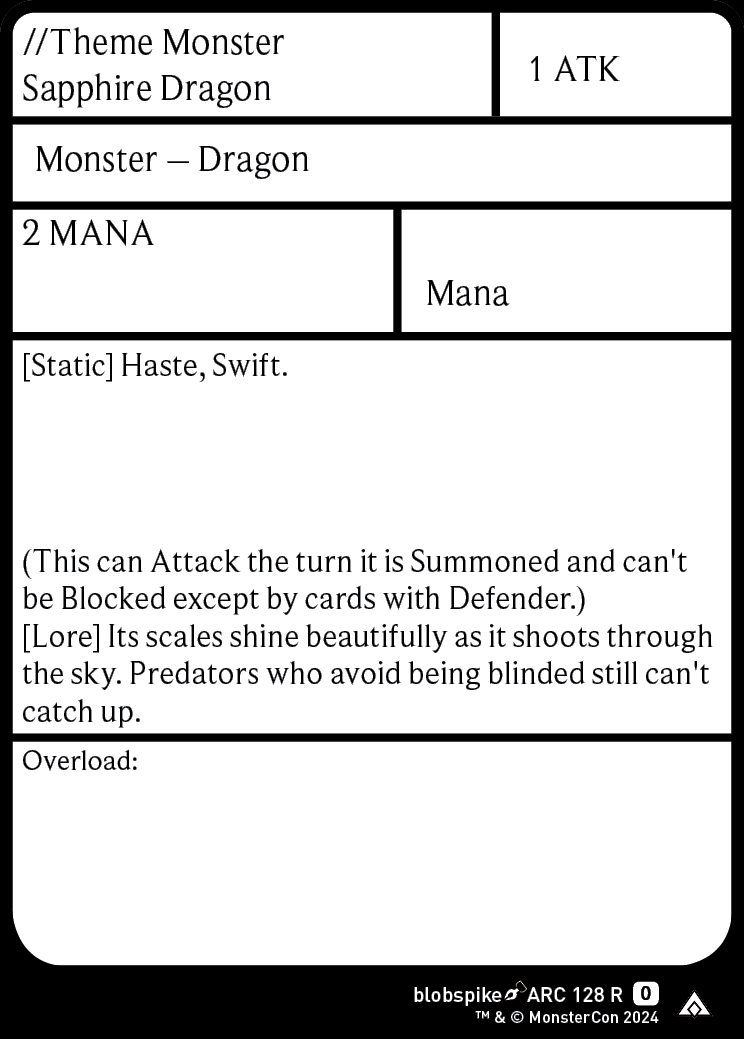 //Theme Monster
Sapphire Dragon
1 ATK
Monster – Dragon
2 MANA
Mana
[Static] Haste, Swift.
(This can Attack the turn it is Summoned and can't
be Blocked except by cards with Defender.)
[Lore] Its scales shine beautifully as it shoots through
the sky. Predators who avoid being blinded still can't
catch up.
Overload:
blobspike ARC 128 R 0
™ & © MonsterCon 2024